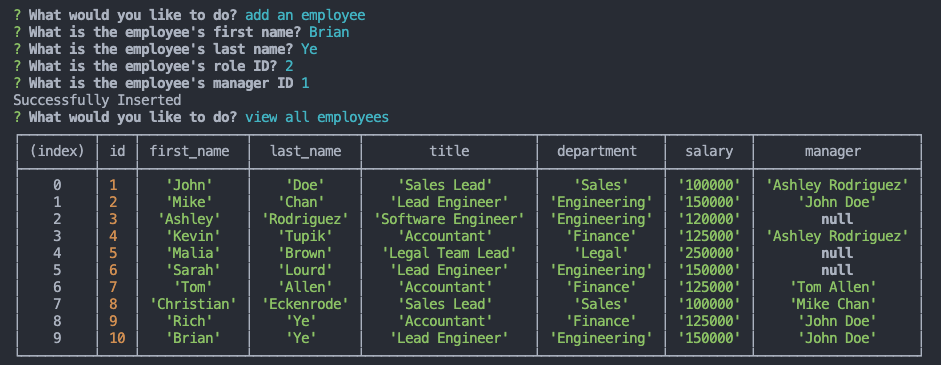 ? What would you like to do? add an employee
? What is the employee's first name? Brian
? What is the employee's last name? Ye
? What is the employee's role ID? 2
? What is the employee's manager ID 1
Successfully Inserted
? What would you like to do? view all employees
(index) id first_name last_name title department salary manager
0 1 'John' 'Doe' 'Sales Lead' 'Sales' '100000' 'Ashley Rodriguez'
1 2 'Mike' 'Chan' 'Lead Engineer' 'Engineering' '150000' 'John Doe'
2 3 'Ashley' 'Rodriguez' 'Software Engineer' 'Engineering' '120000' null
3 4 'Kevin' 'Tupik' 'Accountant' 'Finance' '125000' 'Ashley Rodriguez'
4 5 'Malia' 'Brown' 'Legal Team Lead' 'Legal' '250000' null
5 6 'Sarah' 'Lourd' 'Lead Engineer' 'Engineering' '150000' null
6 7 'Tom' 'Allen' 'Accountant' 'Finance' '125000' 'Tom Allen'
7 8 'Christian' 'Eckenrode' 'Sales Lead' 'Sales' '100000' 'Mike Chan'
8 9 'Rich' 'Ye' 'Accountant' 'Finance' '125000' 'John Doe'
9 10 'Brian' 'Ye' 'Lead Engineer' 'Engineering' '150000' 'John Doe'